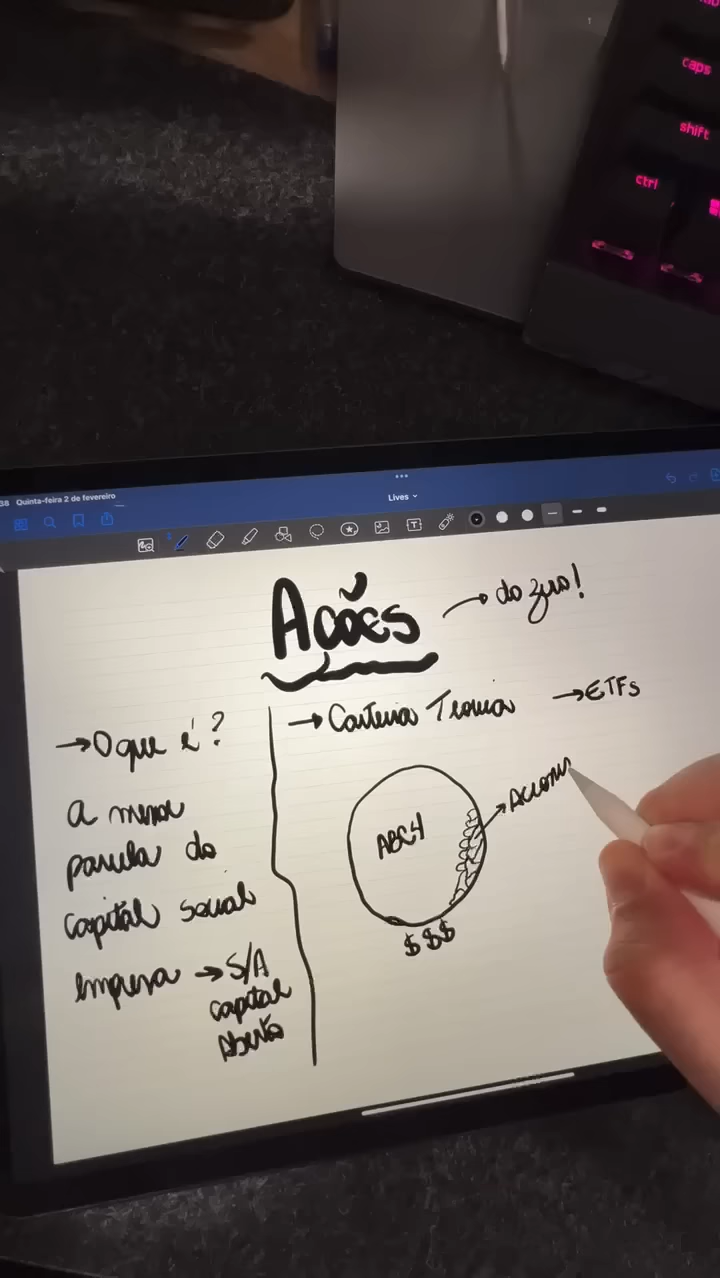 caps
shift
ctrl
38 Quinta-feira 2 de fevereiro
Lives
T
Ações
→ do zero!
→ O que é?
a menor
parcela do
capital social
empresa → S/A
capital
Aberto
→ Carteira Teórica → ETFs
ABC4
→ Acionis
$$$